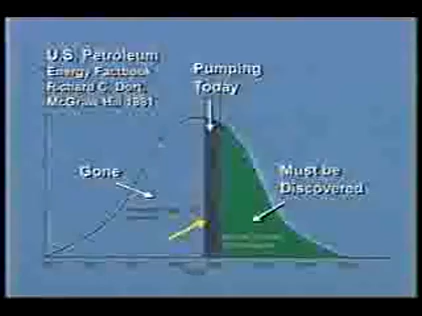 U.S. Petroleum
Energy Factbook
Richard C. Dorf,
McGraw Hill 1981
Pumping
Today
Gone
Must be
Discovered